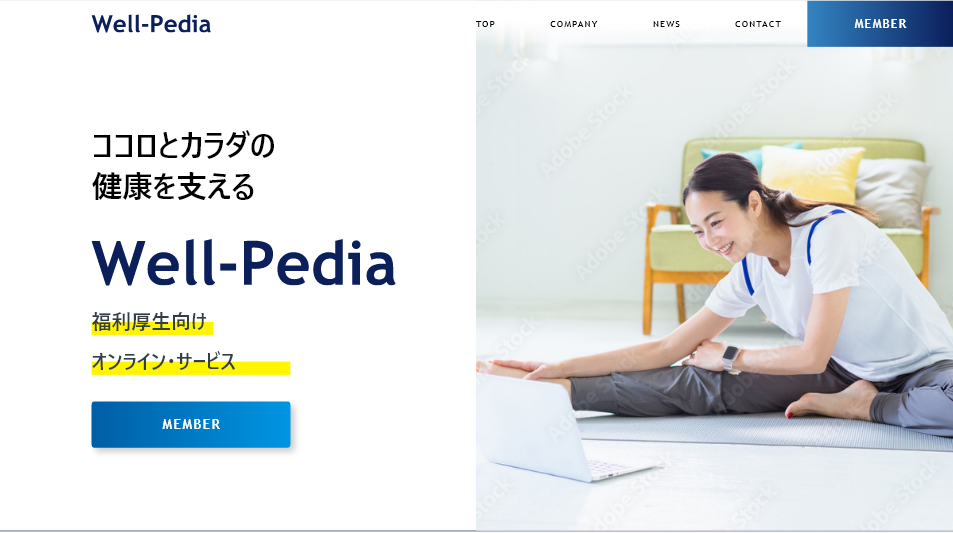 Well-Pedia
TOP COMPANY NEWS CONTACT MEMBER
ココロとカラダの
健康を支える
Well-Pedia
福利厚生向け
オンライン・サービス
MEMBER
Adobe Stock